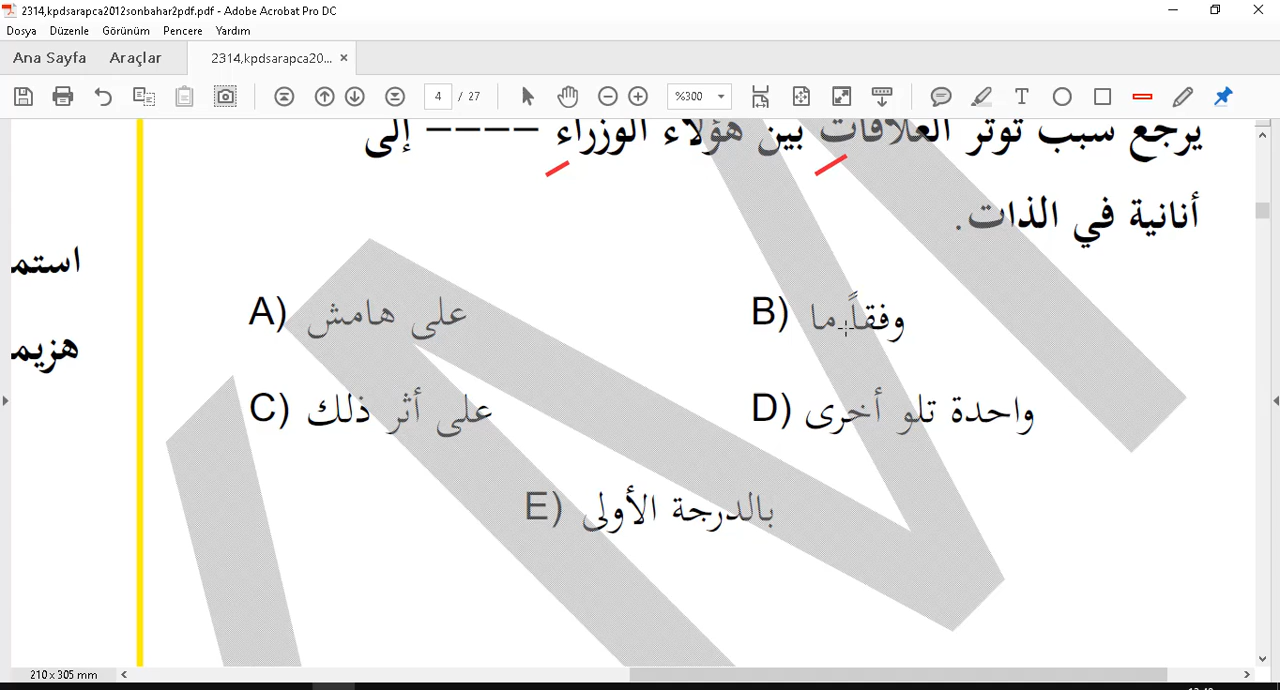 2314,kpdsarapca2012sonbahar2pdf.pdf - Adobe Acrobat Pro DC
Dosya Düzenle Görünüm Pencere Yardım
Ana Sayfa Araçlar 2314,kpdsarapca20... ×
4 / 27 %300
يرجع سبب توتر العلاقات بين هؤلاء الوزراء ---- إلى
أنانية في الذات.
A) على هامش
B) وفقاً ما
C) على أثر ذلك
D) واحدة تلو أخرى
E) بالدرجة الأولى
210 x 305 mm